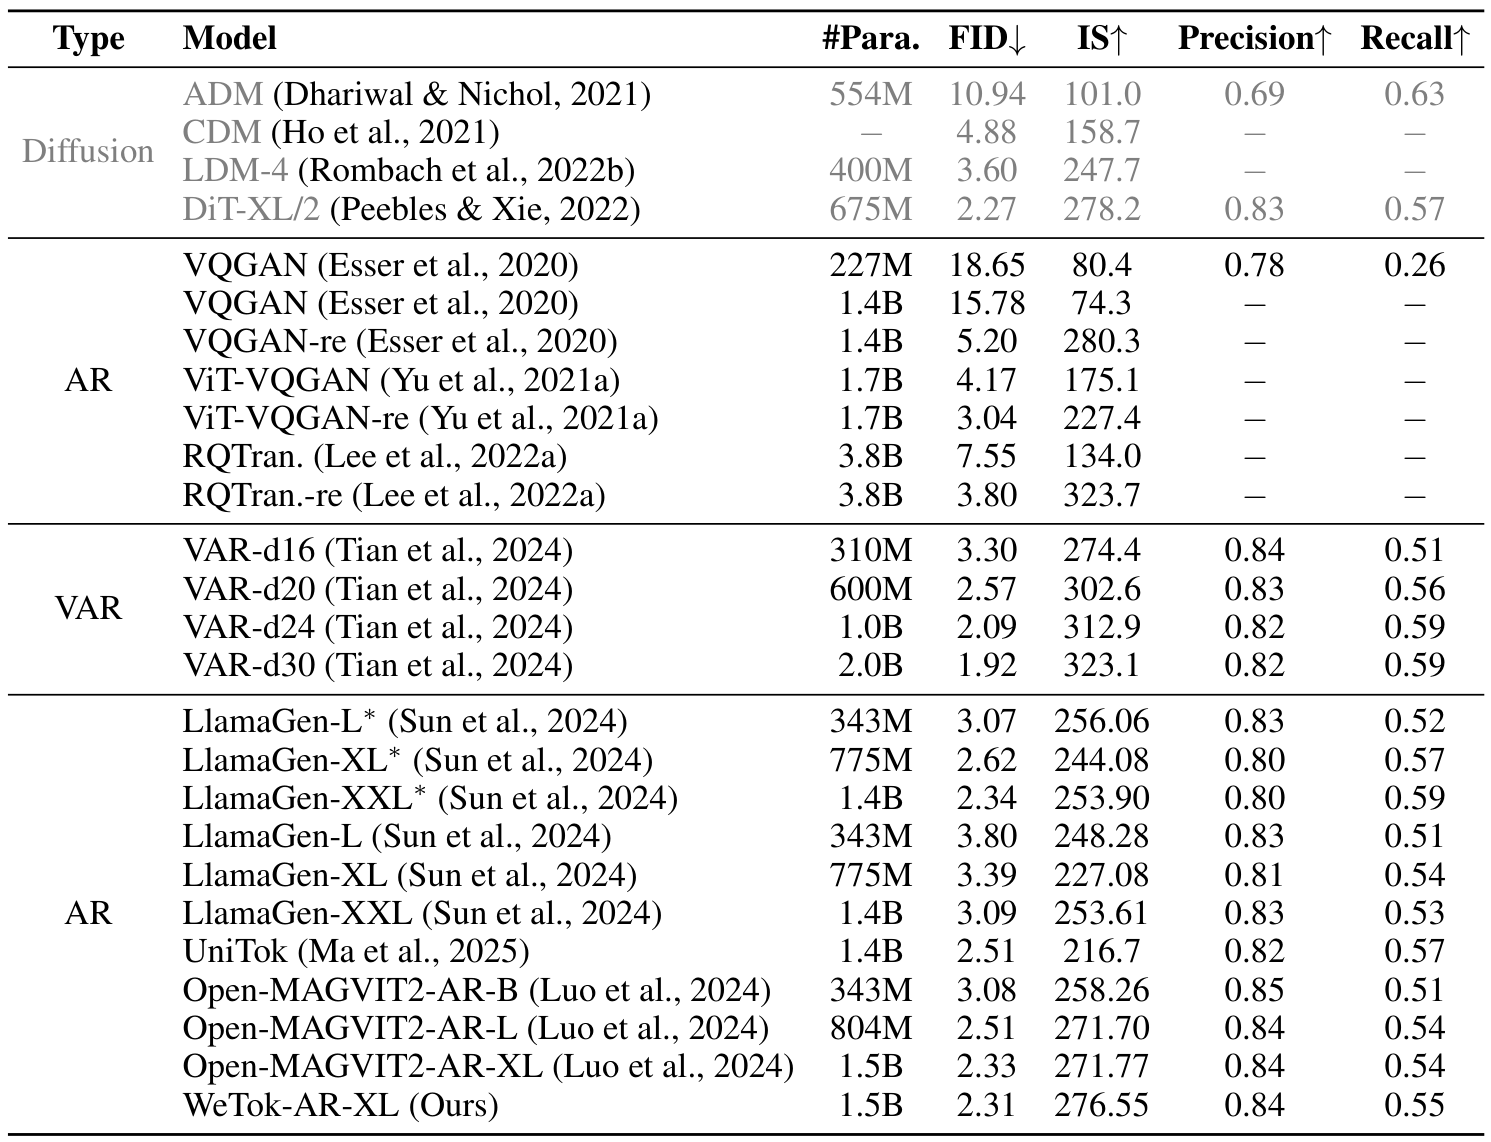 Type Model #Para. FID↓ IS↑ Precision↑ Recall↑
Diffusion
ADM (Dhariwal & Nichol, 2021) 554M 10.94 101.0 0.69 0.63
CDM (Ho et al., 2021) – 4.88 158.7 – –
LDM-4 (Rombach et al., 2022b) 400M 3.60 247.7 – –
DiT-XL/2 (Peebles & Xie, 2022) 675M 2.27 278.2 0.83 0.57
AR
VQGAN (Esser et al., 2020) 227M 18.65 80.4 0.78 0.26
VQGAN (Esser et al., 2020) 1.4B 15.78 74.3 – –
VQGAN-re (Esser et al., 2020) 1.4B 5.20 280.3 – –
ViT-VQGAN (Yu et al., 2021a) 1.7B 4.17 175.1 – –
ViT-VQGAN-re (Yu et al., 2021a) 1.7B 3.04 227.4 – –
RQTran. (Lee et al., 2022a) 3.8B 7.55 134.0 – –
RQTran.-re (Lee et al., 2022a) 3.8B 3.80 323.7 – –
VAR
VAR-d16 (Tian et al., 2024) 310M 3.30 274.4 0.84 0.51
VAR-d20 (Tian et al., 2024) 600M 2.57 302.6 0.83 0.56
VAR-d24 (Tian et al., 2024) 1.0B 2.09 312.9 0.82 0.59
VAR-d30 (Tian et al., 2024) 2.0B 1.92 323.1 0.82 0.59
AR
LlamaGen-L* (Sun et al., 2024) 343M 3.07 256.06 0.83 0.52
LlamaGen-XL* (Sun et al., 2024) 775M 2.62 244.08 0.80 0.57
LlamaGen-XXL* (Sun et al., 2024) 1.4B 2.34 253.90 0.80 0.59
LlamaGen-L (Sun et al., 2024) 343M 3.80 248.28 0.83 0.51
LlamaGen-XL (Sun et al., 2024) 775M 3.39 227.08 0.81 0.54
LlamaGen-XXL (Sun et al., 2024) 1.4B 3.09 253.61 0.83 0.53
UniTok (Ma et al., 2025) 1.4B 2.51 216.7 0.82 0.57
Open-MAGVIT2-AR-B (Luo et al., 2024) 343M 3.08 258.26 0.85 0.51
Open-MAGVIT2-AR-L (Luo et al., 2024) 804M 2.51 271.70 0.84 0.54
Open-MAGVIT2-AR-XL (Luo et al., 2024) 1.5B 2.33 271.77 0.84 0.54
WeTok-AR-XL (Ours) 1.5B 2.31 276.55 0.84 0.55